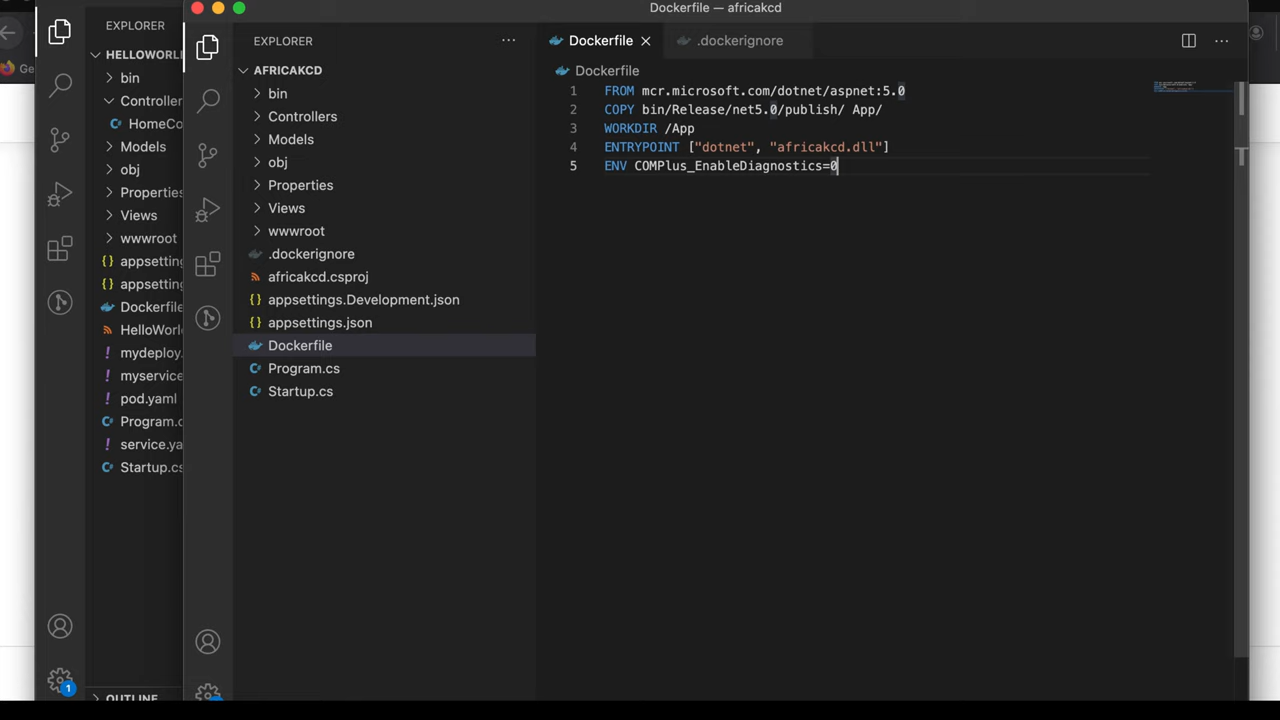 Dockerfile — africakcd
Ge
EXPLORER
HELLOWORLD
bin
Controller
HomeCo
Models
obj
Properties
Views
wwwroot
{} appsetting
{} appsetting
Dockerfile
HelloWorl
! mydeploy.
! myservice
! pod.yaml
Program.c
! service.ya
Startup.cs
OUTLINE
1
EXPLORER
···
AFRICAKCD
bin
Controllers
Models
obj
Properties
Views
wwwroot
.dockerignore
africakcd.csproj
{} appsettings.Development.json
{} appsettings.json
Dockerfile
Program.cs
Startup.cs
Dockerfile
.dockerignore
···
Dockerfile
1 FROM mcr.microsoft.com/dotnet/aspnet:5.0
2 COPY bin/Release/net5.0/publish/ App/
3 WORKDIR /App
4 ENTRYPOINT ["dotnet", "africakcd.dll"]
5 ENV COMPlus_EnableDiagnostics=0